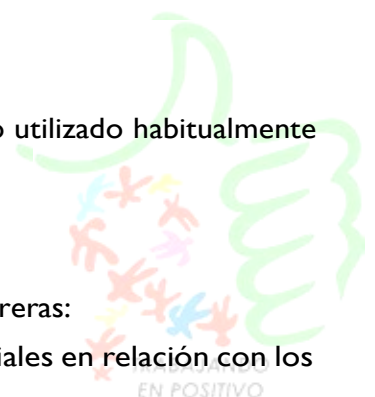 utilizado habitualmente
reras:
iales en relación con los
TRABAJANDO
EN POSITIVO